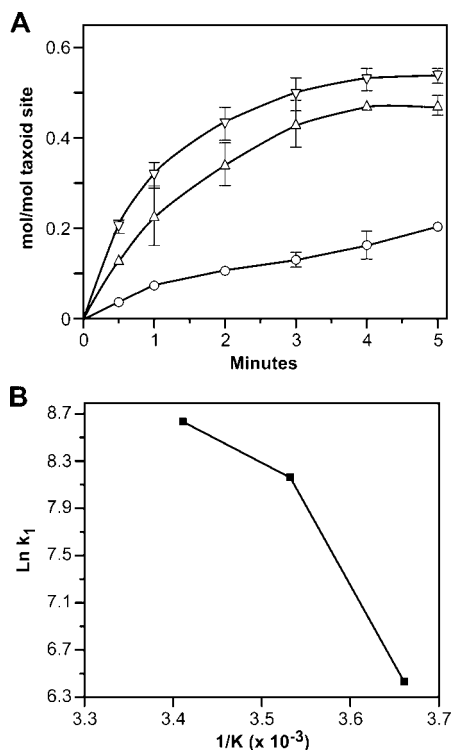 A
0.6
0.4
0.2
0
mol/mol taxoid site
0 1 2 3 4 5
Minutes
B
8.7
8.3
7.9
7.5
7.1
6.7
6.3
Ln k₁
3.3 3.4 3.5 3.6 3.7
1/K (x 10⁻³)